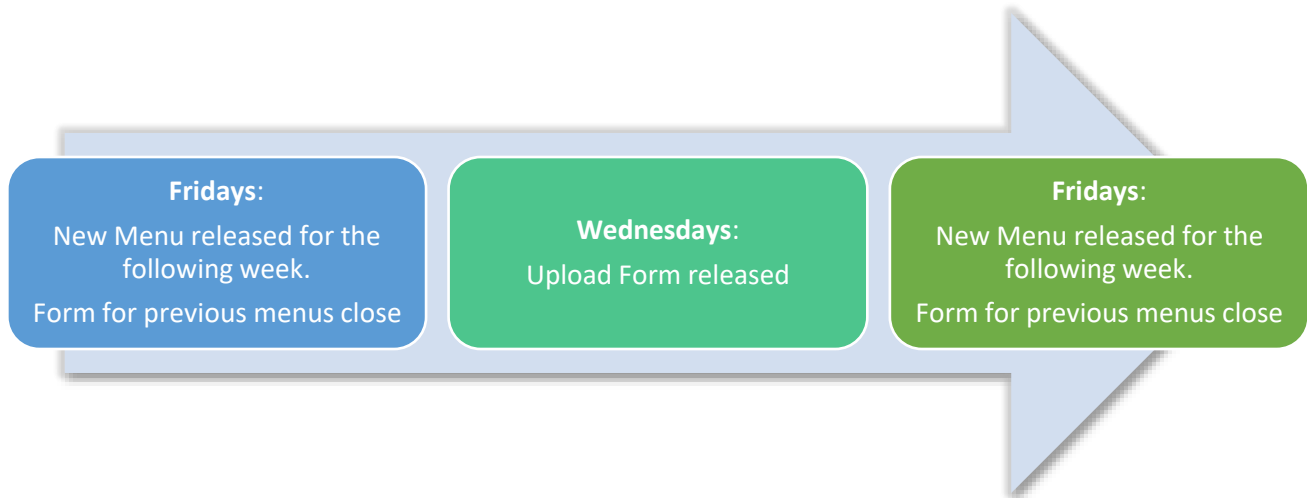 Fridays:
New Menu released for the
following week.
Form for previous menus close
Wednesdays:
Upload Form released
Fridays:
New Menu released for the
following week.
Form for previous menus close